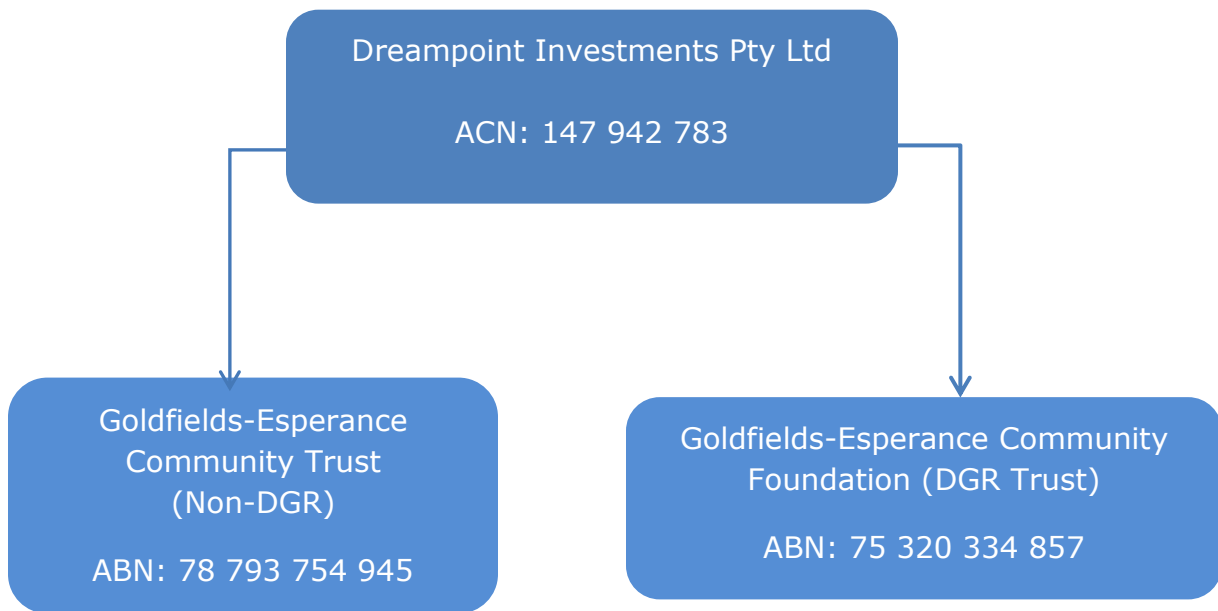 Dreampoint Investments Pty Ltd
ACN: 147 942 783
Goldfields-Esperance
Community Trust
(Non-DGR)
ABN: 78 793 754 945
Goldfields-Esperance Community
Foundation (DGR Trust)
ABN: 75 320 334 857